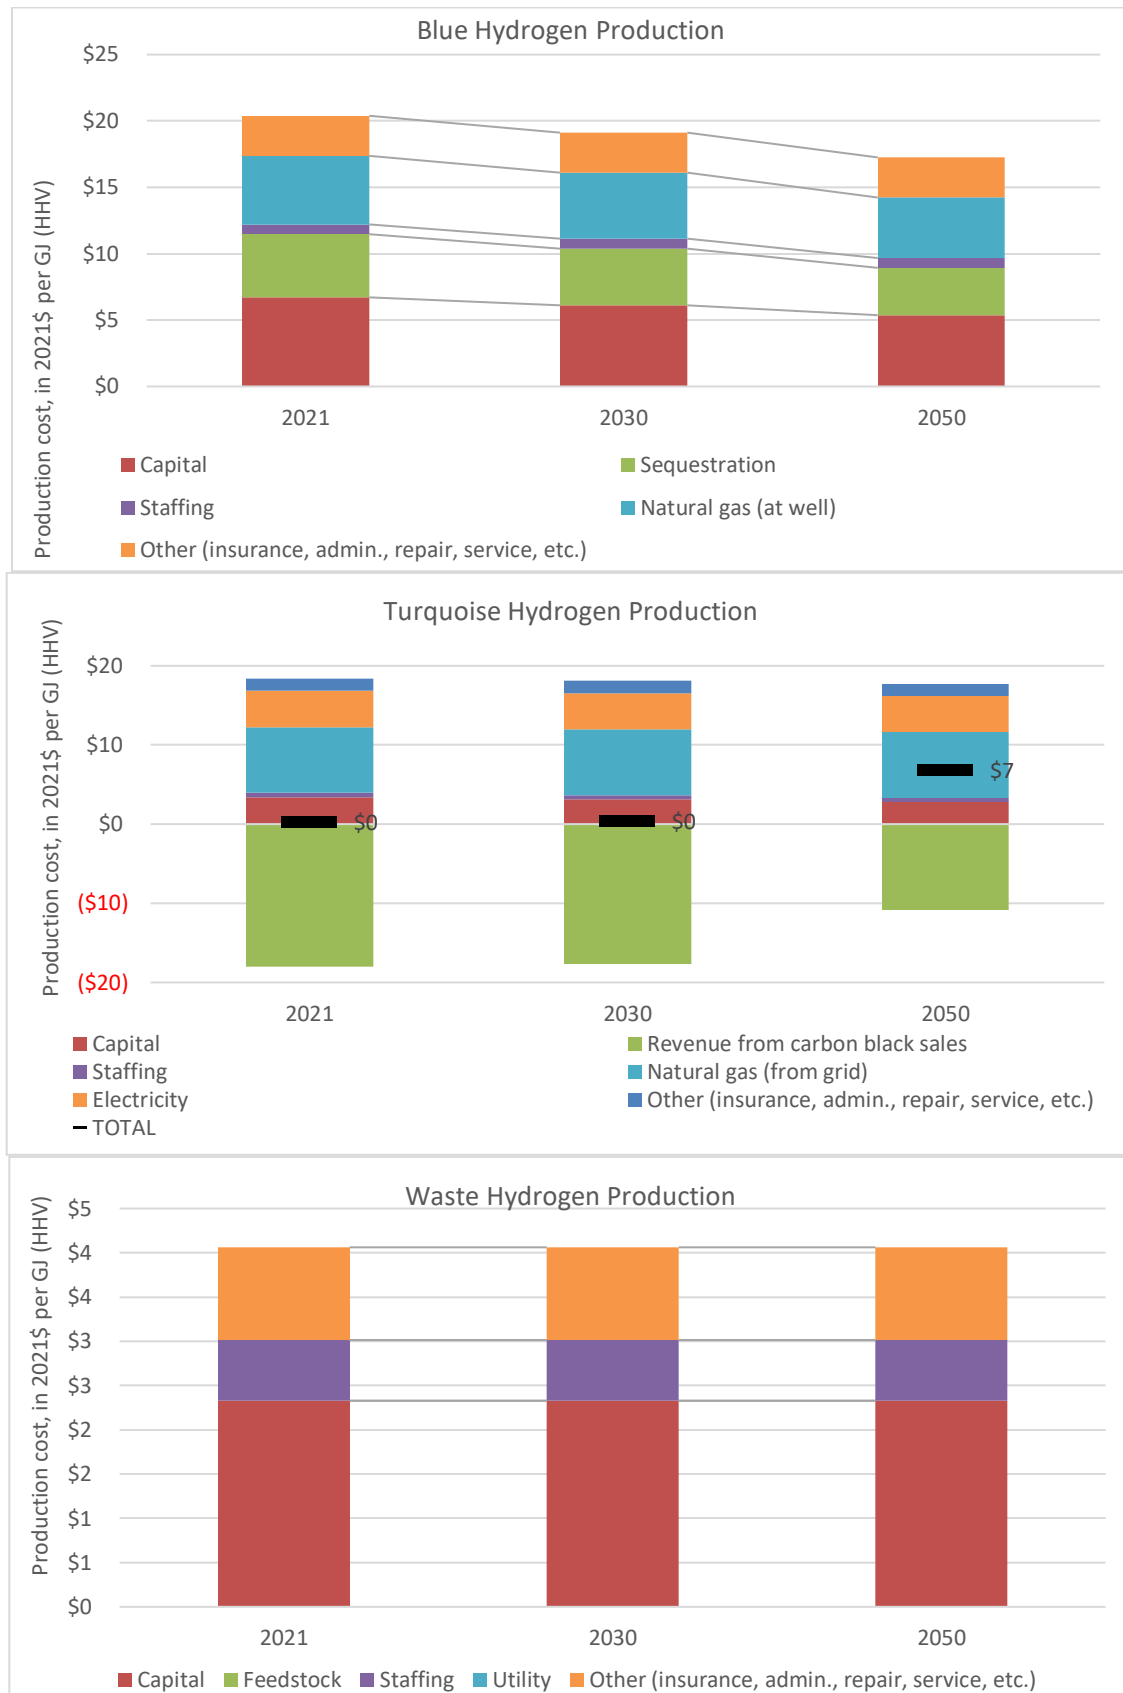 Blue Hydrogen Production
Production cost, in 2021$ per GJ (HHV)
$25
$20
$15
$10
$5
$0
2021 2030 2050
Capital Sequestration
Staffing Natural gas (at well)
Other (insurance, admin., repair, service, etc.)
Turquoise Hydrogen Production
Production cost, in 2021$ per GJ (HHV)
$20
$10
$0
($10)
($20)
$0 $0 $7
2021 2030 2050
Capital Revenue from carbon black sales
Staffing Natural gas (from grid)
Electricity Other (insurance, admin., repair, service, etc.)
TOTAL
Waste Hydrogen Production
Production cost, in 2021$ per GJ (HHV)
$5
$4
$4
$3
$3
$2
$2
$1
$1
$0
2021 2030 2050
Capital Feedstock Staffing Utility Other (insurance, admin., repair, service, etc.)